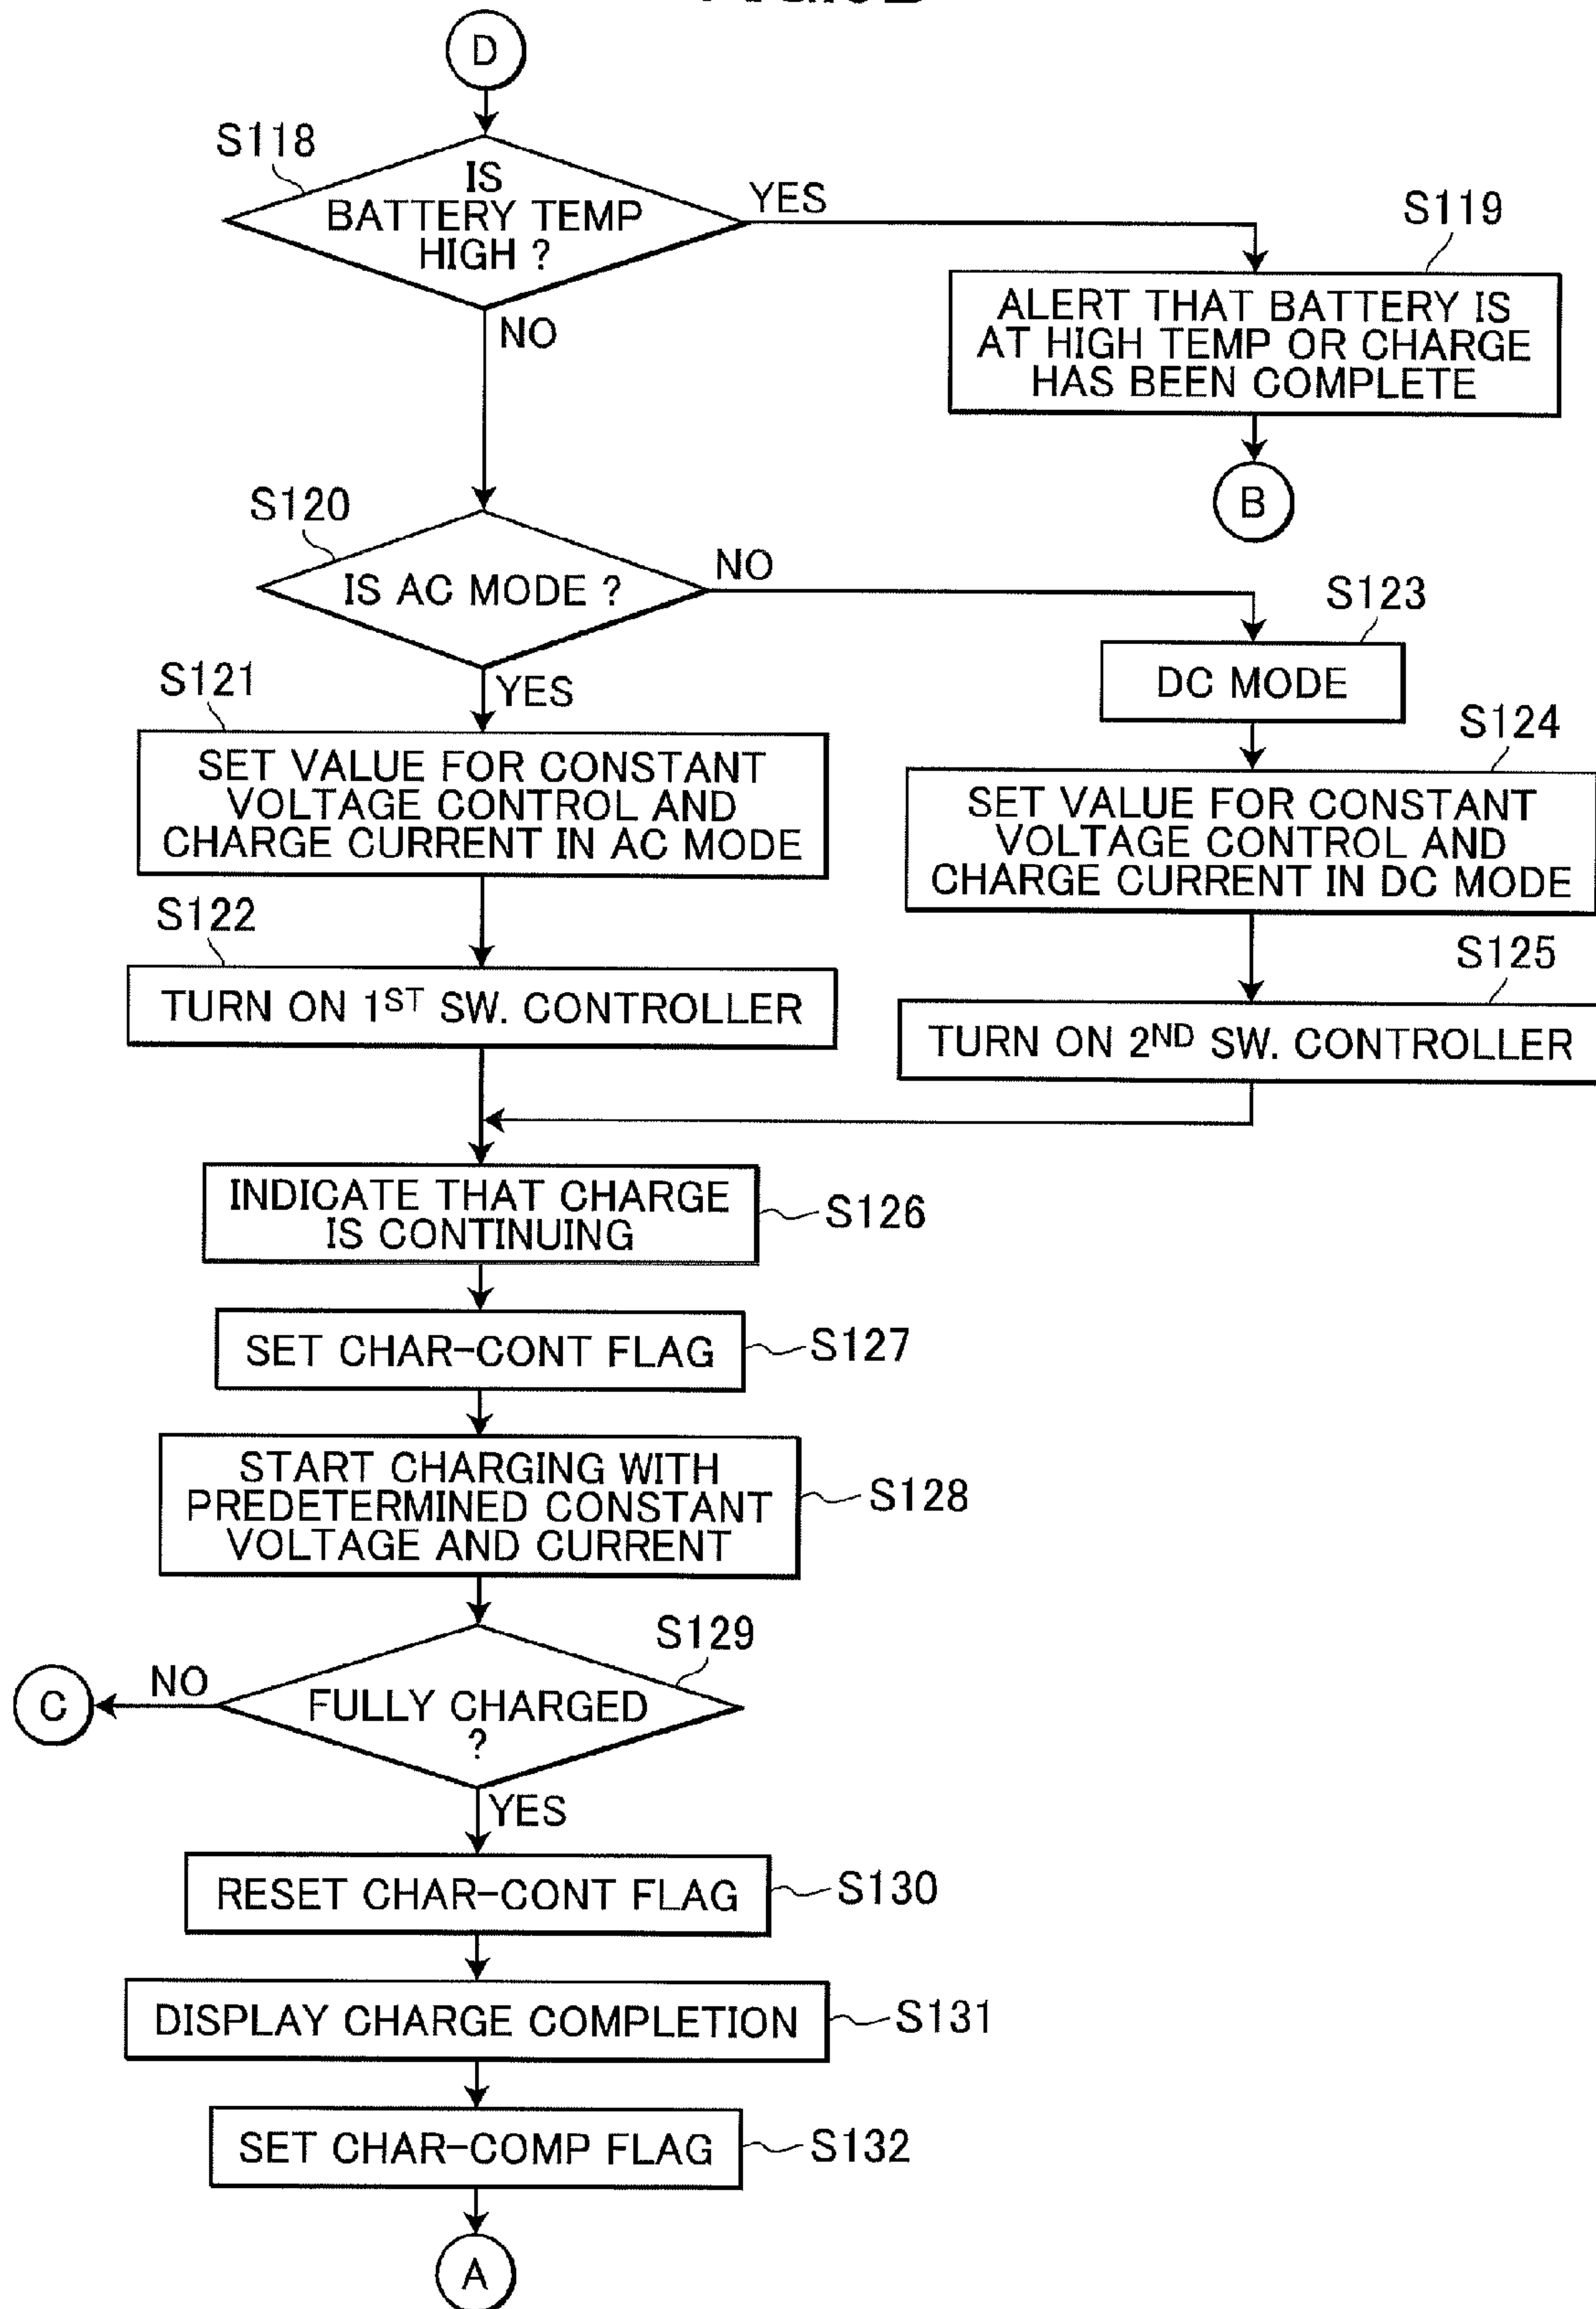 D
S118
IS
BATTERY TEMP
HIGH ?
YES
NO
S119
ALERT THAT BATTERY IS
AT HIGH TEMP OR CHARGE
HAS BEEN COMPLETE
B
S120
IS AC MODE ?
NO
YES
S123
DC MODE
S121
SET VALUE FOR CONSTANT
VOLTAGE CONTROL AND
CHARGE CURRENT IN AC MODE
S124
SET VALUE FOR CONSTANT
VOLTAGE CONTROL AND
CHARGE CURRENT IN DC MODE
S122
TURN ON 1ST SW. CONTROLLER
S125
TURN ON 2ND SW. CONTROLLER
INDICATE THAT CHARGE
IS CONTINUING
S126
SET CHAR-CONT FLAG
S127
START CHARGING WITH
PREDETERMINED CONSTANT
VOLTAGE AND CURRENT
S128
S129
FULLY CHARGED
?
NO
C
YES
RESET CHAR-CONT FLAG
S130
DISPLAY CHARGE COMPLETION
S131
SET CHAR-COMP FLAG
S132
A